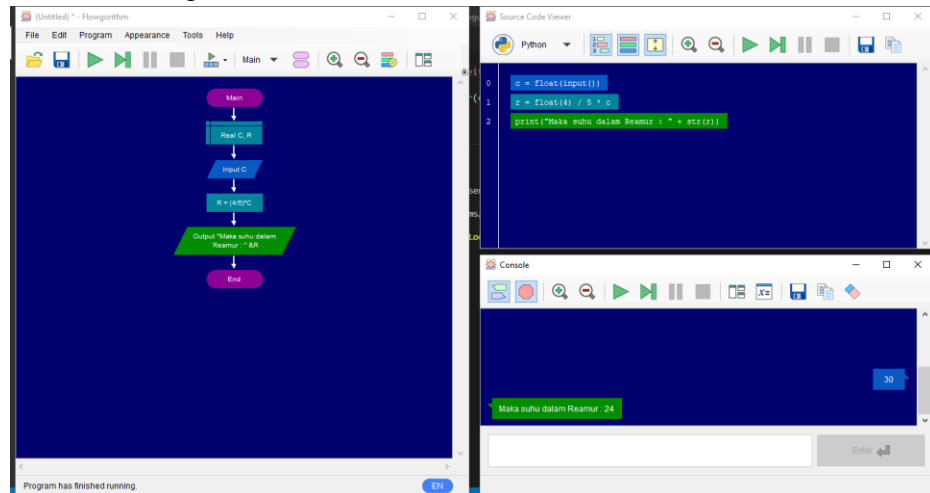 (Untitled) * - Flowgorithm
File Edit Program Appearance Tools Help
Main
Main
Real C, R
Input C
R = (4/5)*C
Output "Maka suhu dalam
Reamur : " &R
End
Program has finished running.
EN
Source Code Viewer
Python
0 c = float(input())
1 r = float(4) / 5 * c
2 print("Maka suhu dalam Reamur : " + str(r))
Console
x=
30
Maka suhu dalam Reamur : 24
Enter